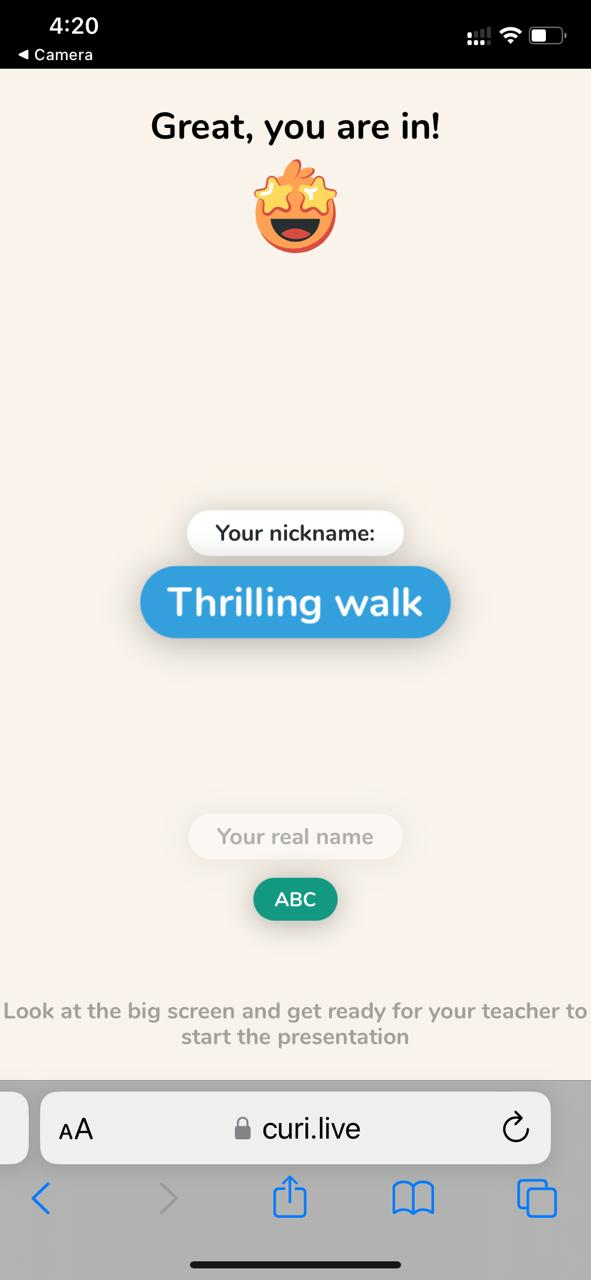 4:20
◀ Camera
Great, you are in!
Your nickname:
Thrilling walk
Your real name
ABC
Look at the big screen and get ready for your teacher to
start the presentation
AA
curi.live